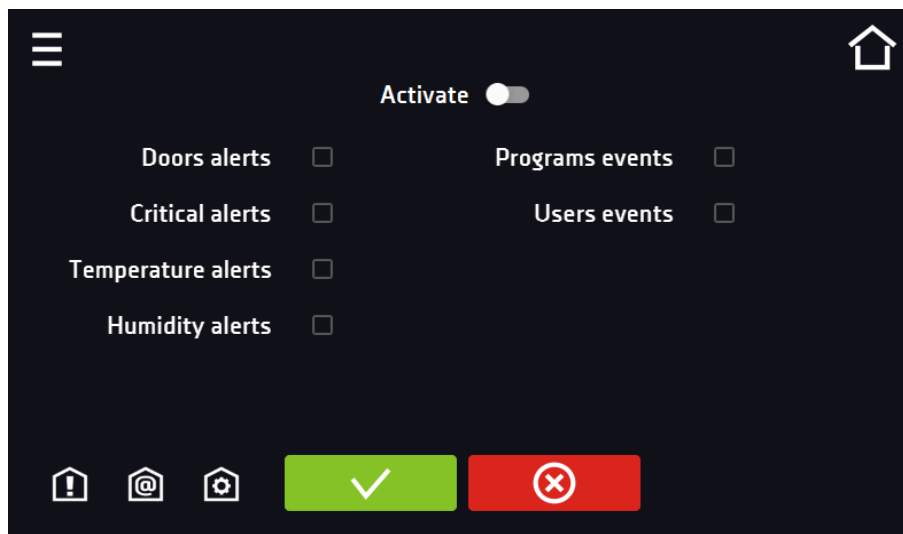 Activate
Doors alerts
Programs events
Critical alerts
Users events
Temperature alerts
Humidity alerts
@